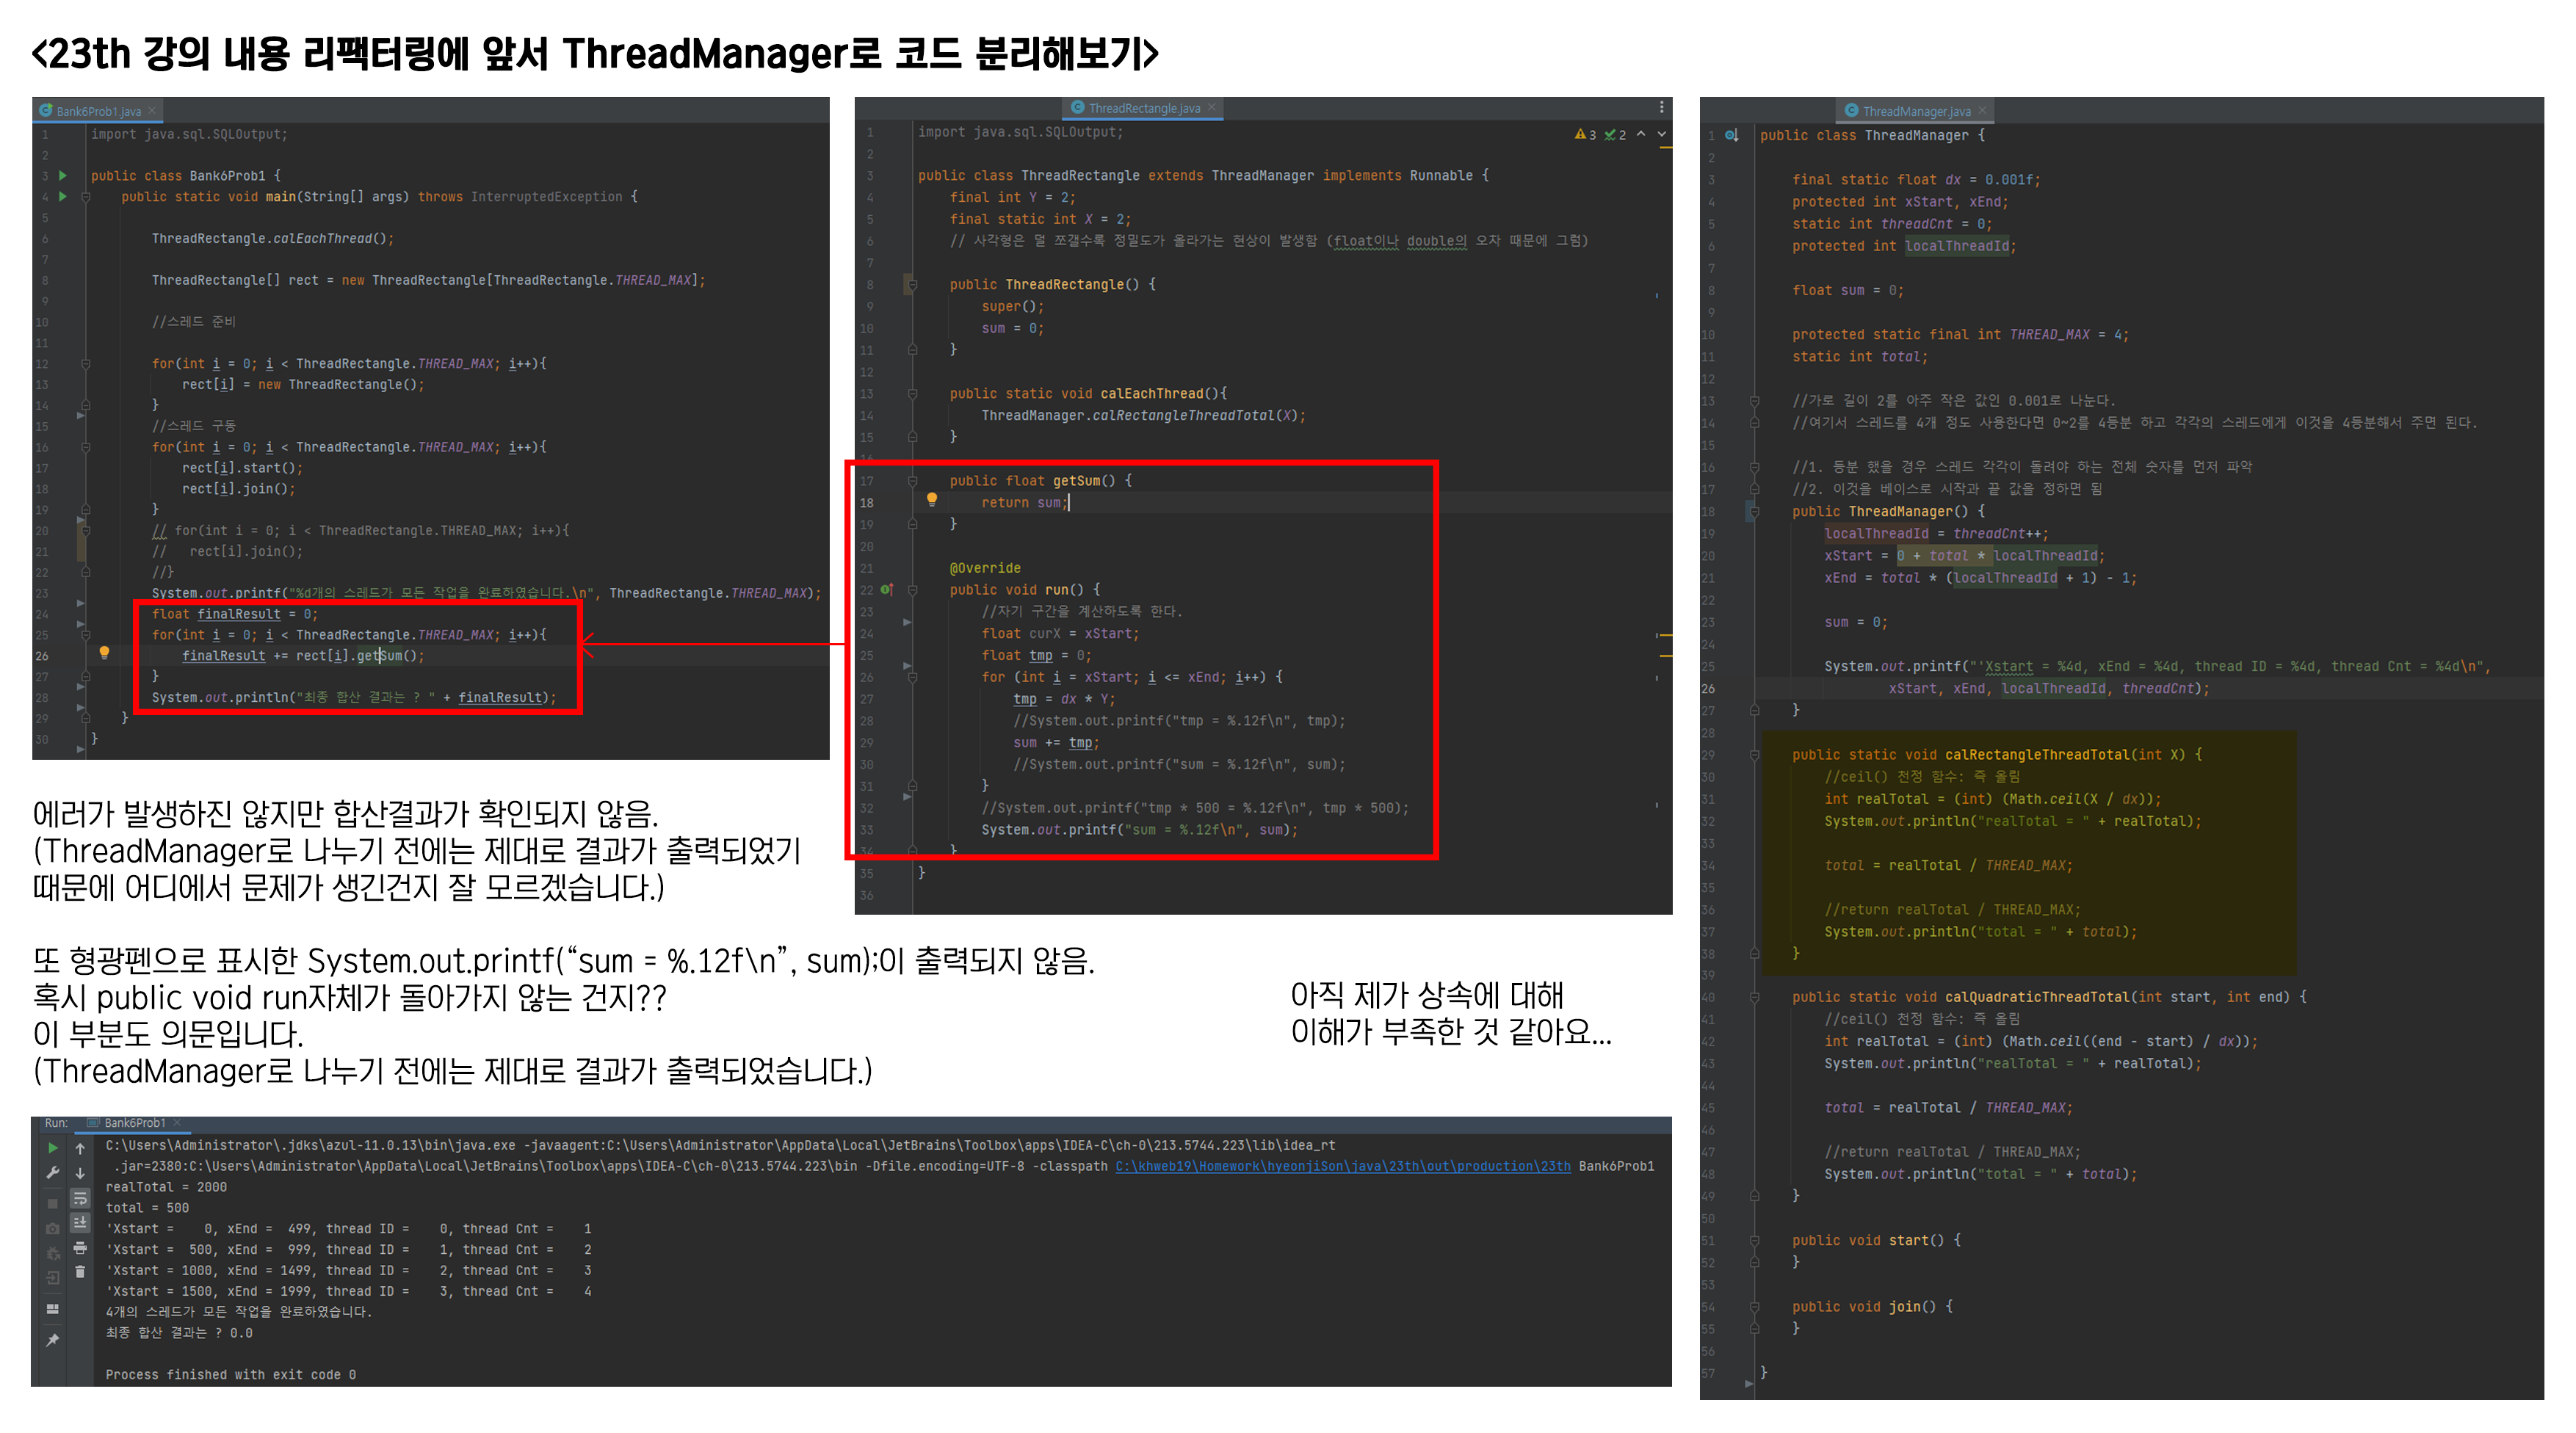 <23th 강의 내용 리팩터링에 앞서 ThreadManager로 코드 분리해보기>
Bank6Prob1.java
1 import java.sql.SQLOutput;
2
3 public class Bank6Prob1 {
4 public static void main(String[] args) throws InterruptedException {
5
6 ThreadRectangle.calEachThread();
7
8 ThreadRectangle[] rect = new ThreadRectangle[ThreadRectangle.THREAD_MAX];
9
10 //스레드 준비
11
12 for(int i = 0; i < ThreadRectangle.THREAD_MAX; i++){
13 rect[i] = new ThreadRectangle();
14 }
15 //스레드 구동
16 for(int i = 0; i < ThreadRectangle.THREAD_MAX; i++){
17 rect[i].start();
18 rect[i].join();
19 }
20 // for(int i = 0; i < ThreadRectangle.THREAD_MAX; i++){
21 // rect[i].join();
22 //}
23 System.out.printf("%d개의 스레드가 모든 작업을 완료하였습니다.\n", ThreadRectangle.THREAD_MAX);
24 float finalResult = 0;
25 for(int i = 0; i < ThreadRectangle.THREAD_MAX; i++){
26 finalResult += rect[i].getSum();
27 }
28 System.out.println("최종 합산 결과는 ? " + finalResult);
29 }
30 }
ThreadRectangle.java
3 2
1 import java.sql.SQLOutput;
2
3 public class ThreadRectangle extends ThreadManager implements Runnable {
4 final int Y = 2;
5 final static int X = 2;
6 // 사각형은 덜 쪼갤수록 정밀도가 올라가는 현상이 발생함 (float이나 double의 오차 때문에 그럼)
7
8 public ThreadRectangle() {
9 super();
10 sum = 0;
11 }
12
13 public static void calEachThread(){
14 ThreadManager.calRectangleThreadTotal(X);
15 }
16
17 public float getSum() {
18 return sum;
19 }
20
21 @Override
22 public void run() {
23 //자기 구간을 계산하도록 한다.
24 float curX = xStart;
25 float tmp = 0;
26 for (int i = xStart; i <= xEnd; i++) {
27 tmp = dx * Y;
28 //System.out.printf("tmp = %.12f\n", tmp);
29 sum += tmp;
30 //System.out.printf("sum = %.12f\n", sum);
31 }
32 //System.out.printf("tmp * 500 = %.12f\n", tmp * 500);
33 System.out.printf("sum = %.12f\n", sum);
34 }
35 }
36
ThreadManager.java
1 public class ThreadManager {
2
3 final static float dx = 0.001f;
4 protected int xStart, xEnd;
5 static int threadCnt = 0;
6 protected int localThreadId;
7
8 float sum = 0;
9
10 protected static final int THREAD_MAX = 4;
11 static int total;
12
13 //가로 길이 2를 아주 작은 값인 0.001로 나눈다.
14 //여기서 스레드를 4개 정도 사용한다면 0~2를 4등분 하고 각각의 스레드에게 이것을 4등분해서 주면 된다.
15
16 //1. 등분 했을 경우 스레드 각각이 돌려야 하는 전체 숫자를 먼저 파악
17 //2. 이것을 베이스로 시작과 끝 값을 정하면 됨
18 public ThreadManager() {
19 localThreadId = threadCnt++;
20 xStart = 0 + total * localThreadId;
21 xEnd = total * (localThreadId + 1) - 1;
22
23 sum = 0;
24
25 System.out.printf("'Xstart = %4d, xEnd = %4d, thread ID = %4d, thread Cnt = %4d\n",
26 xStart, xEnd, localThreadId, threadCnt);
27 }
28
29 public static void calRectangleThreadTotal(int X) {
30 //ceil() 천정 함수: 즉 올림
31 int realTotal = (int) (Math.ceil(X / dx));
32 System.out.println("realTotal = " + realTotal);
33
34 total = realTotal / THREAD_MAX;
35
36 //return realTotal / THREAD_MAX;
37 System.out.println("total = " + total);
38 }
39
40 public static void calQuadraticThreadTotal(int start, int end) {
41 //ceil() 천정 함수: 즉 올림
42 int realTotal = (int) (Math.ceil((end - start) / dx));
43 System.out.println("realTotal = " + realTotal);
44
45 total = realTotal / THREAD_MAX;
46
47 //return realTotal / THREAD_MAX;
48 System.out.println("total = " + total);
49 }
50
51 public void start() {
52 }
53
54 public void join() {
55 }
56
57 }
에러가 발생하진 않지만 합산결과가 확인되지 않음.
(ThreadManager로 나누기 전에는 제대로 결과가 출력되었기
때문에 어디에서 문제가 생긴건지 잘 모르겠습니다.)
또 형광펜으로 표시한 System.out.printf(“sum = %.12f\n”, sum);이 출력되지 않음.
혹시 public void run자체가 돌아가지 않는 건지??
이 부분도 의문입니다.
(ThreadManager로 나누기 전에는 제대로 결과가 출력되었습니다.)
아직 제가 상속에 대해
이해가 부족한 것 같아요...
Run: Bank6Prob1
C:\Users\Administrator\.jdks\azul-11.0.13\bin\java.exe -javaagent:C:\Users\Administrator\AppData\Local\JetBrains\Toolbox\apps\IDEA-C\ch-0\213.5744.223\lib\idea_rt
.jar=2380:C:\Users\Administrator\AppData\Local\JetBrains\Toolbox\apps\IDEA-C\ch-0\213.5744.223\bin -Dfile.encoding=UTF-8 -classpath C:\khweb19\Homework\hyeonjiSon\java\23th\out\production\23th Bank6Prob1
realTotal = 2000
total = 500
'Xstart = 0, xEnd = 499, thread ID = 0, thread Cnt = 1
'Xstart = 500, xEnd = 999, thread ID = 1, thread Cnt = 2
'Xstart = 1000, xEnd = 1499, thread ID = 2, thread Cnt = 3
'Xstart = 1500, xEnd = 1999, thread ID = 3, thread Cnt = 4
4개의 스레드가 모든 작업을 완료하였습니다.
최종 합산 결과는 ? 0.0
Process finished with exit code 0